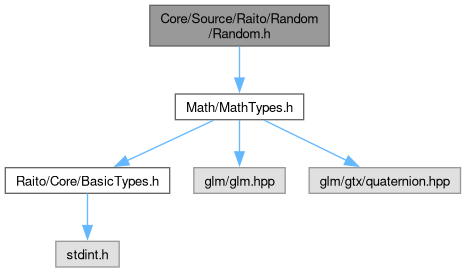 Core/Source/Raito/Random
/Random.h
Math/MathTypes.h
Raito/Core/BasicTypes.h
glm/glm.hpp
glm/gtx/quaternion.hpp
stdint.h